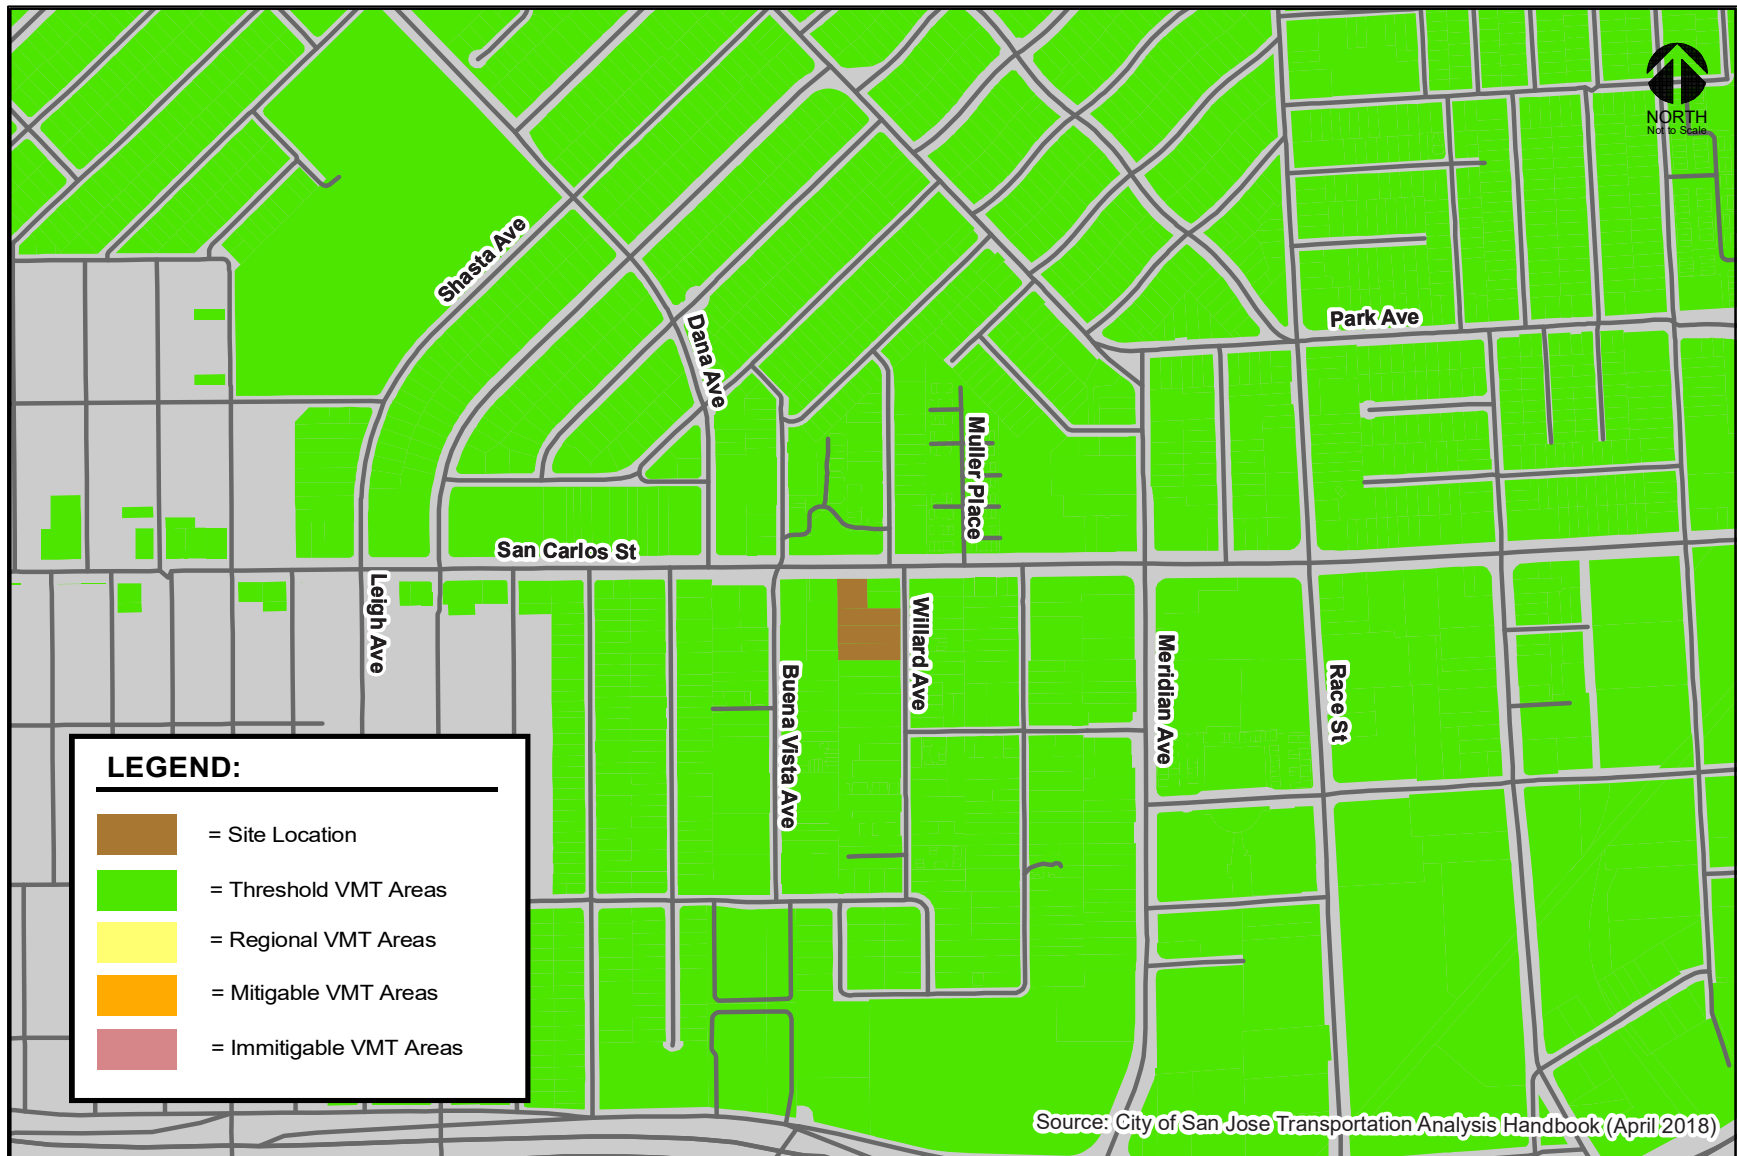 NORTH
Not to Scale
Shasta Ave
Dana Ave
Park Ave
Muller Place
San Carlos St
Leigh Ave
Willard Ave
Buena Vista Ave
Meridian Ave
Race St
LEGEND:
= Site Location
= Threshold VMT Areas
= Regional VMT Areas
= Mitigable VMT Areas
= Immitigable VMT Areas
Source: City of San Jose Transportation Analysis Handbook (April 2018)